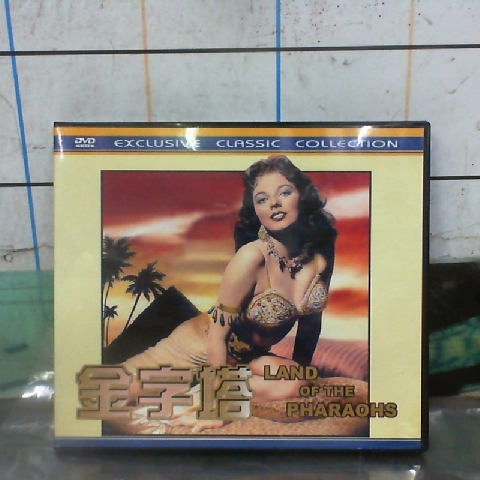 DVD
EXCLUSIVE CLASSIC COLLECTION
金字塔
LAND
OF THE
PHARAOHS